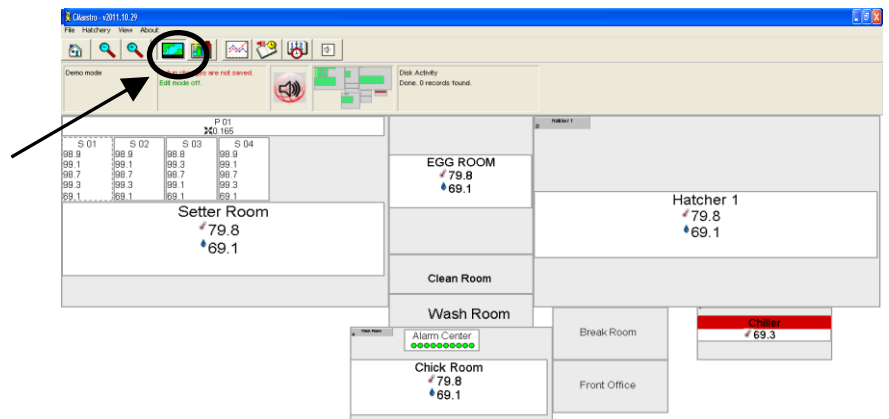 CMaestro - v2011.10.29
File Hatchery View About
Demo mode
changes are not saved.
Edit mode off.
Disk Activity
Done. 0 records found.
P 01
0.165
S 01 S 02 S 03 S 04
98.9 98.9 98.8 98.9
99.1 99.1 99.3 99.1
98.7 98.7 98.7 98.7
99.3 99.3 99.1 99.3
69.1 69.1 69.1 69.1
Setter Room
79.8
69.1
EGG ROOM
79.8
69.1
Hatcher 1
Hatcher 1
79.8
69.1
Clean Room
Wash Room
Chick Room
Alarm Center
Chick Room
79.8
69.1
Break Room
Front Office
Chiller
69.3